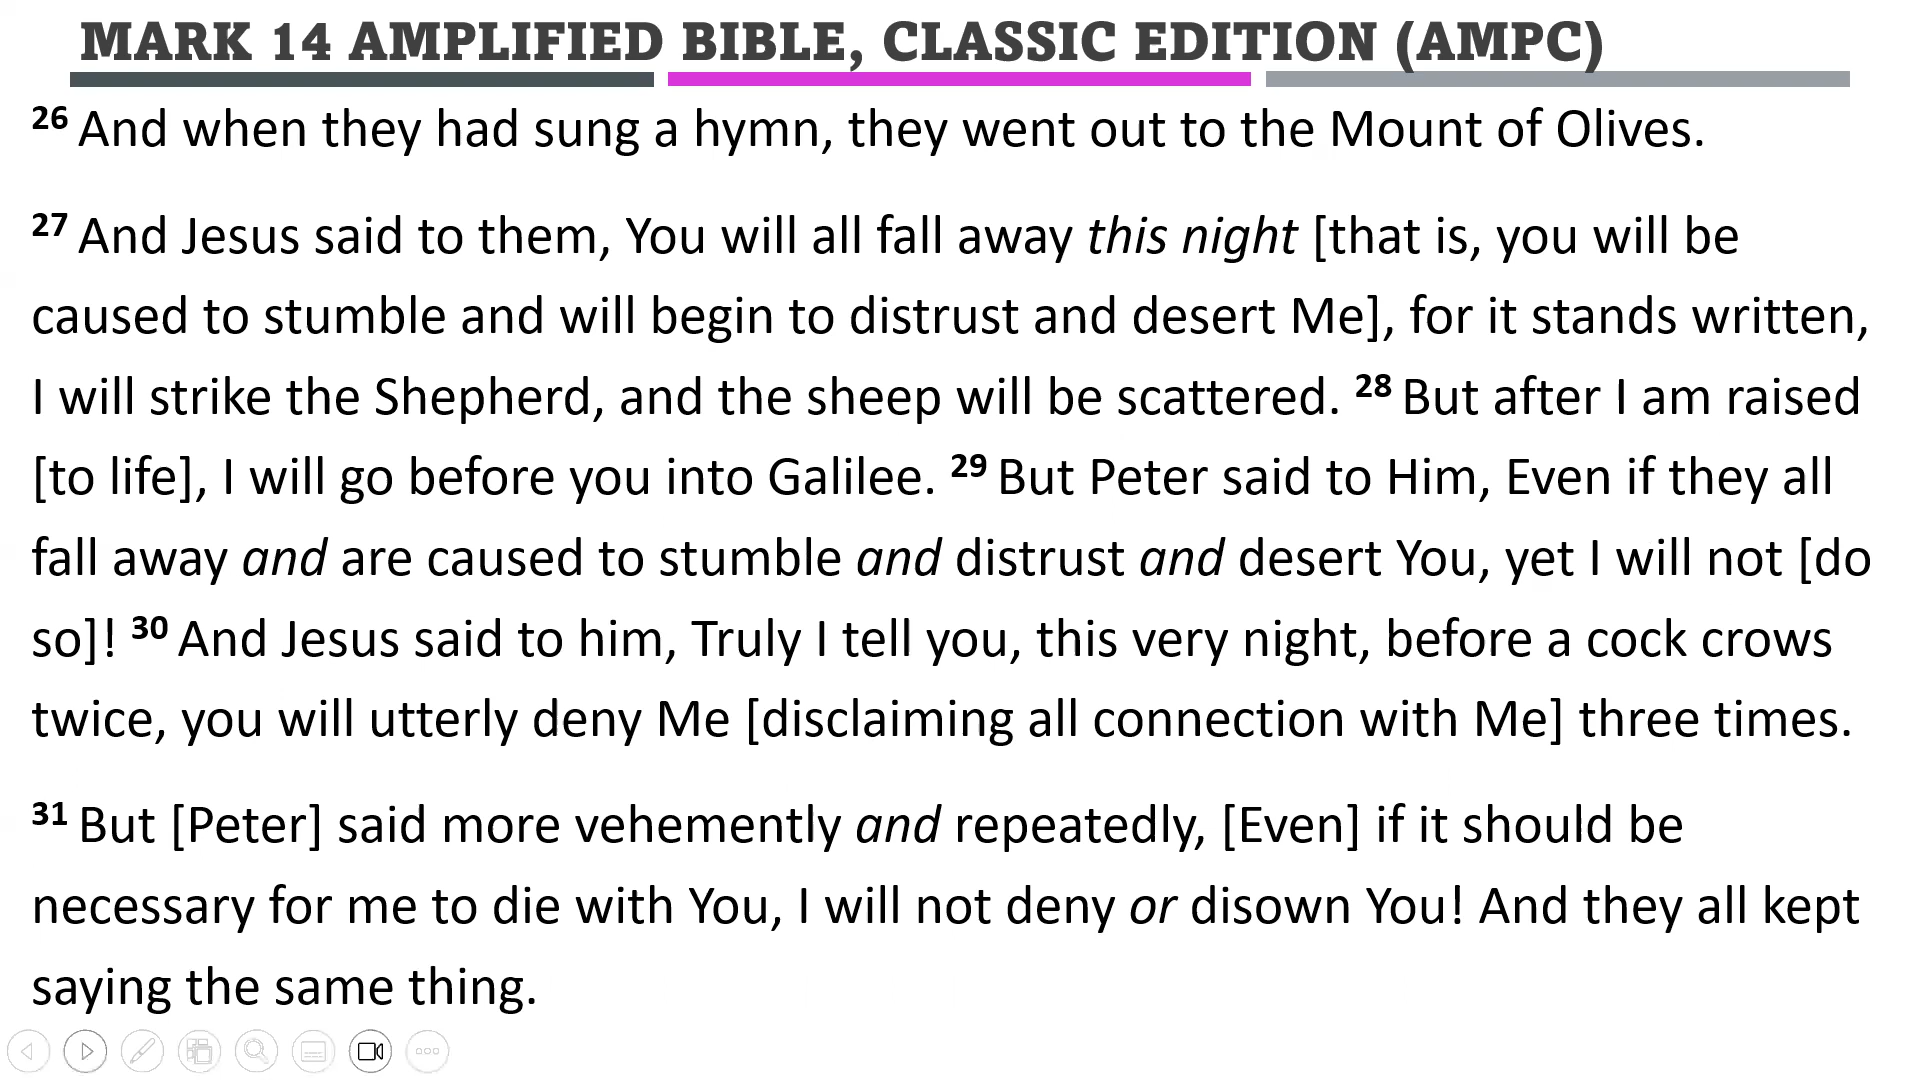 MARK 14 AMPLIFIED BIBLE, CLASSIC EDITION (AMPC)
26 And when they had sung a hymn, they went out to the Mount of Olives.
27 And Jesus said to them, You will all fall away this night [that is, you will be
caused to stumble and will begin to distrust and desert Me], for it stands written,
I will strike the Shepherd, and the sheep will be scattered. 28 But after I am raised
[to life], I will go before you into Galilee. 29 But Peter said to Him, Even if they all
fall away and are caused to stumble and distrust and desert You, yet I will not [do
so]! 30 And Jesus said to him, Truly I tell you, this very night, before a cock crows
twice, you will utterly deny Me [disclaiming all connection with Me] three times.
31 But [Peter] said more vehemently and repeatedly, [Even] if it should be
necessary for me to die with You, I will not deny or disown You! And they all kept
saying the same thing.